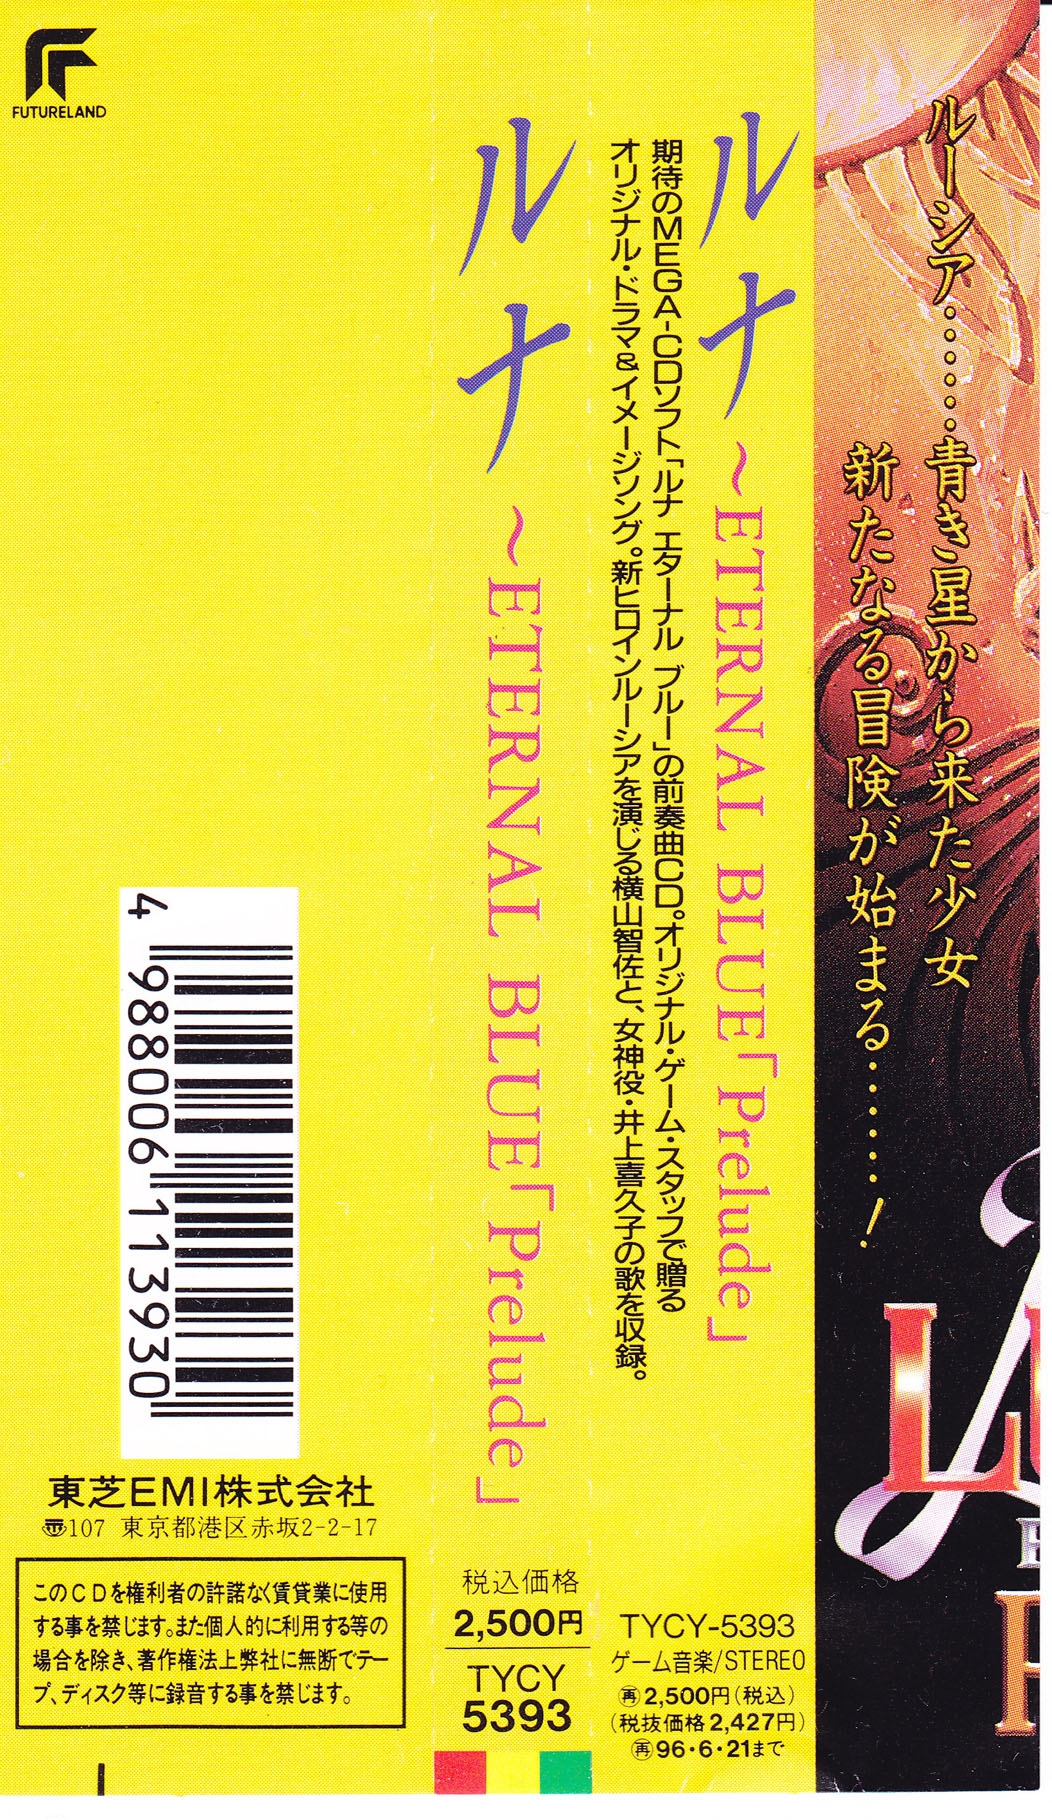 FUTURELAND
ルーシア……青き星から来た少女
新たなる冒険が始まる……!
ルナ ～ETERNAL BLUE「Prelude」
期待のMEGA-CDソフト「ルナ エターナル ブルー」の前奏曲CD。オリジナル・ゲーム・スタッフで贈る
オリジナル・ドラマ&イメージソング。新ヒロインルーシアを演じる横山智佐と、女神役・井上喜久子の歌を収録。
TYCY-5393
ゲーム音楽/STEREO
㊢2,500円(税込)
(税抜価格2,427円)
㊢96・6・21まで
ルナ ～ETERNAL BLUE「Prelude」
税込価格
2,500円
TYCY
5393
4 988006 113930
東芝EMI株式会社
〠107 東京都港区赤坂2-2-17
このCDを権利者の許諾なく賃貸業に使用
する事を禁じます。また個人的に利用する等の
場合を除き、著作権法上弊社に無断でテー
プ、ディスク等に録音する事を禁じます。